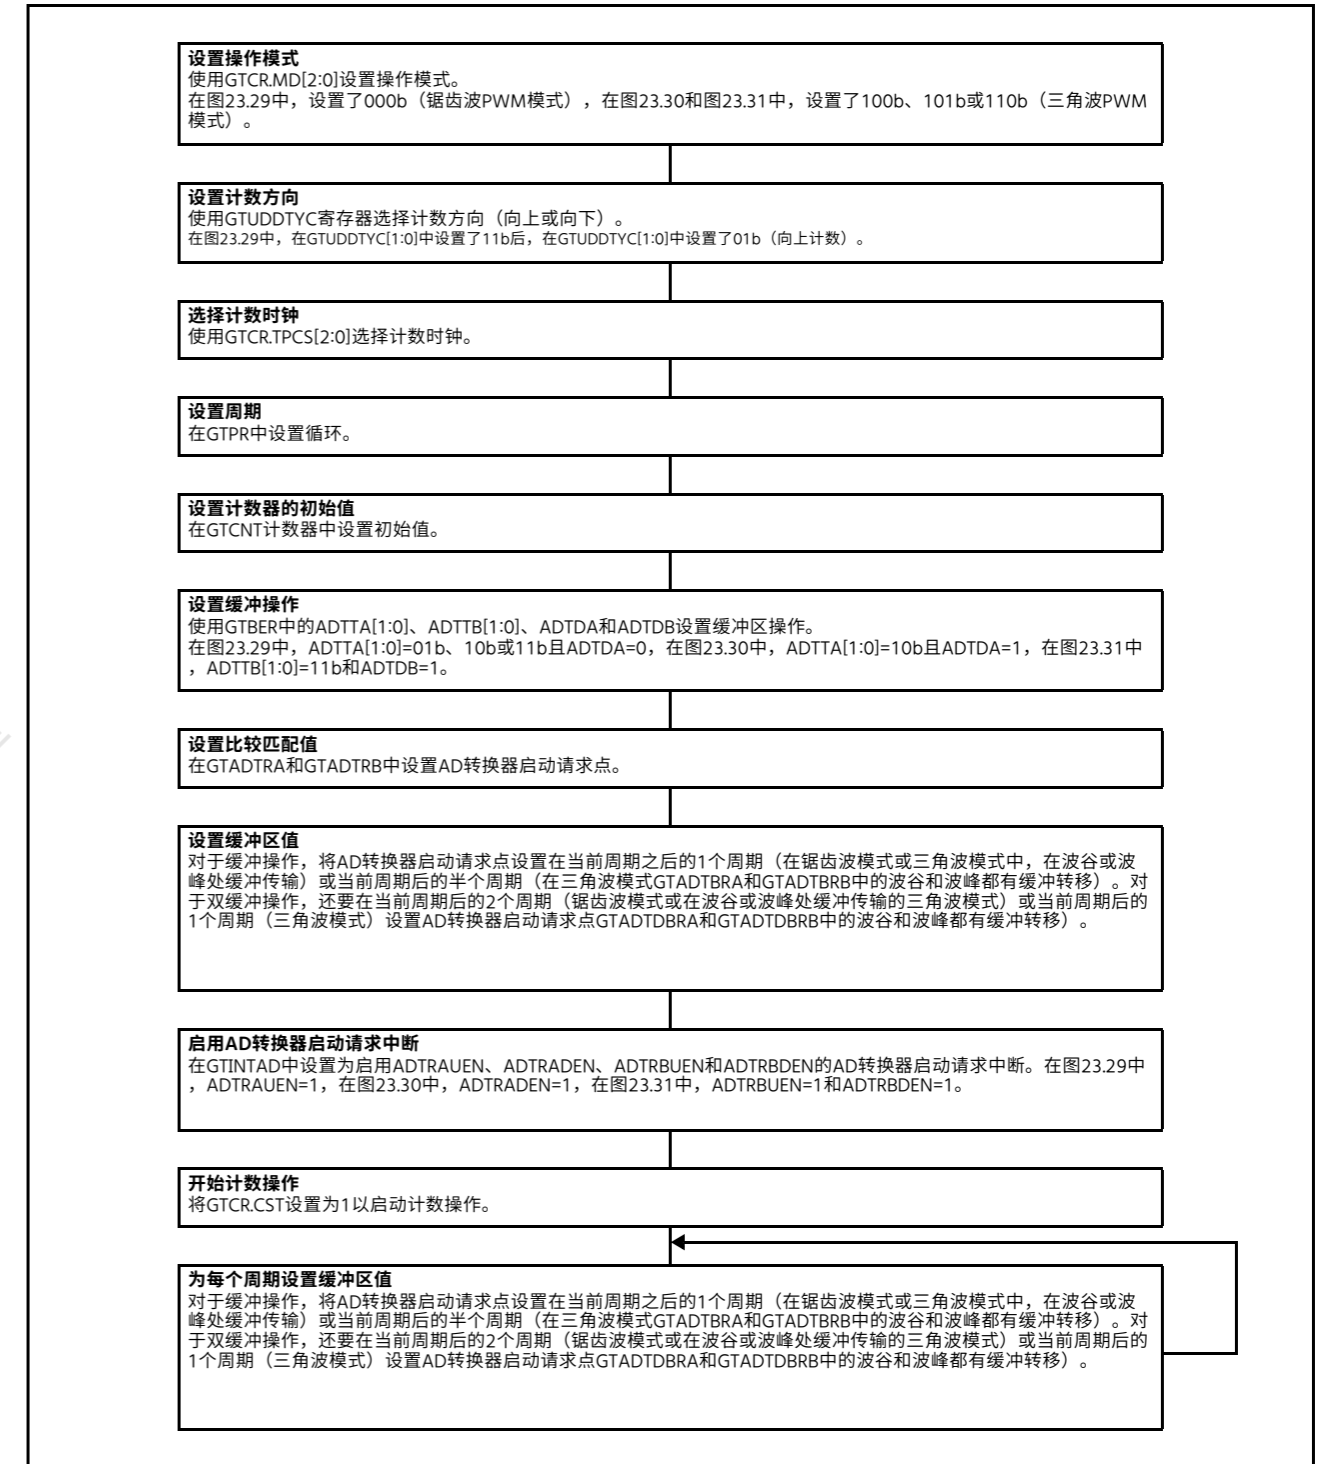 设置操作模式
使用GTCR.MD[2:0]设置操作模式。
在图23.29中，设置了000b（锯齿波PWM模式），在图23.30和图23.31中，设置了100b、101b或110b（三角波PWM
模式）。
设置计数方向
使用GTUDDTYC寄存器选择计数方向（向上或向下）。
在图23.29中，在GTUDDTYC[1:0]中设置了11b后，在GTUDDTYC[1:0]中设置了01b（向上计数）。
选择计数时钟
使用GTCR.TPCS[2:0]选择计数时钟。
设置周期
在GTPR中设置循环。
设置计数器的初始值
在GTCNT计数器中设置初始值。
设置缓冲操作
使用GTBER中的ADTTA[1:0]、ADTTB[1:0]、ADTDA和ADTDB设置缓冲区操作。
在图23.29中，ADTTA[1:0]=01b、10b或11b且ADTDA=0，在图23.30中，ADTTA[1:0]=10b且ADTDA=1，在图23.31中
，ADTTB[1:0]=11b和ADTDB=1。
设置比较匹配值
在GTADTRA和GTADTRB中设置AD转换器启动请求点。
设置缓冲区值
对于缓冲操作，将AD转换器启动请求点设置在当前周期之后的1个周期（在锯齿波模式或三角波模式中，在波谷或波
峰处缓冲传输）或当前周期后的半个周期（在三角波模式GTADTBRA和GTADTBRB中的波谷和波峰都有缓冲转移）。对
于双缓冲操作，还要在当前周期后的2个周期（锯齿波模式或在波谷或波峰处缓冲传输的三角波模式）或当前周期后的
1个周期（三角波模式）设置AD转换器启动请求点GTADTDBRA和GTADTDBRB中的波谷和波峰都有缓冲转移）。
启用AD转换器启动请求中断
在GTINTAD中设置为启用ADTRAUEN、ADTRADEN、ADTRBUEN和ADTRBDEN的AD转换器启动请求中断。在图23.29中
，ADTRAUEN=1，在图23.30中，ADTRADEN=1，在图23.31中，ADTRBUEN=1和ADTRBDEN=1。
开始计数操作
将GTCR.CST设置为1以启动计数操作。
为每个周期设置缓冲区值
对于缓冲操作，将AD转换器启动请求点设置在当前周期之后的1个周期（在锯齿波模式或三角波模式中，在波谷或波
峰处缓冲传输）或当前周期后的半个周期（在三角波模式GTADTBRA和GTADTBRB中的波谷和波峰都有缓冲转移）。对
于双缓冲操作，还要在当前周期后的2个周期（锯齿波模式或在波谷或波峰处缓冲传输的三角波模式）或当前周期后的
1个周期（三角波模式）设置AD转换器启动请求点GTADTDBRA和GTADTDBRB中的波谷和波峰都有缓冲转移）。